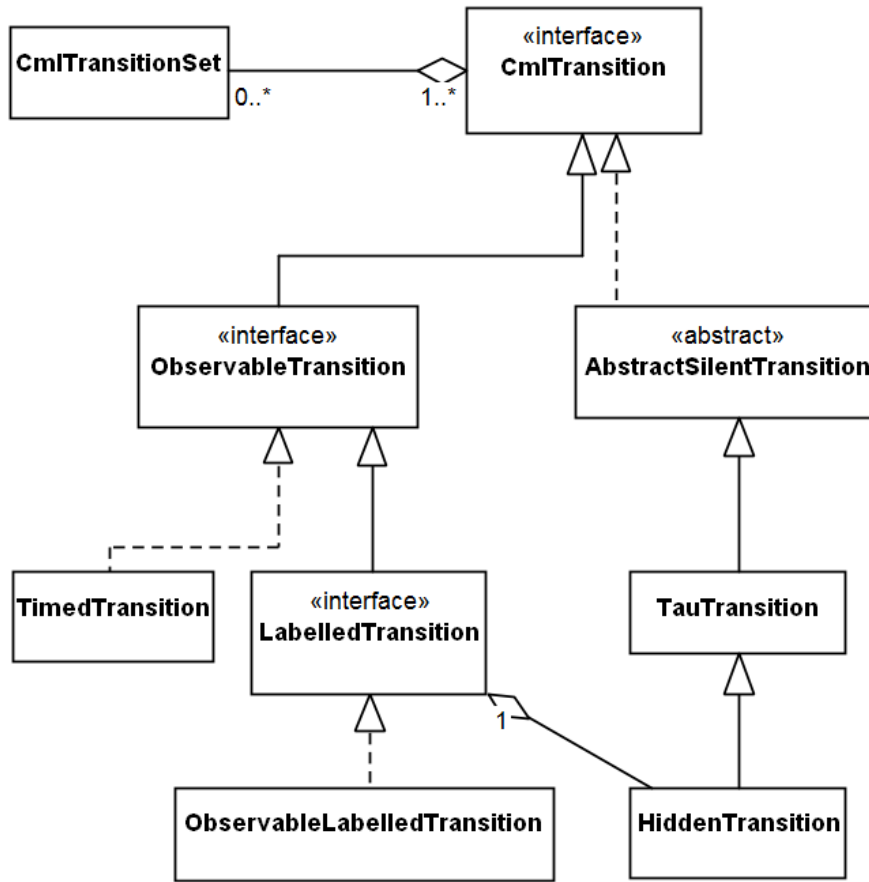 «interface»
CmlTransition
CmlTransitionSet
0..*
1..*
«interface»
ObservableTransition
«abstract»
AbstractSilentTransition
TimedTransition
«interface»
LabelledTransition
TauTransition
1
ObservableLabelledTransition
HiddenTransition